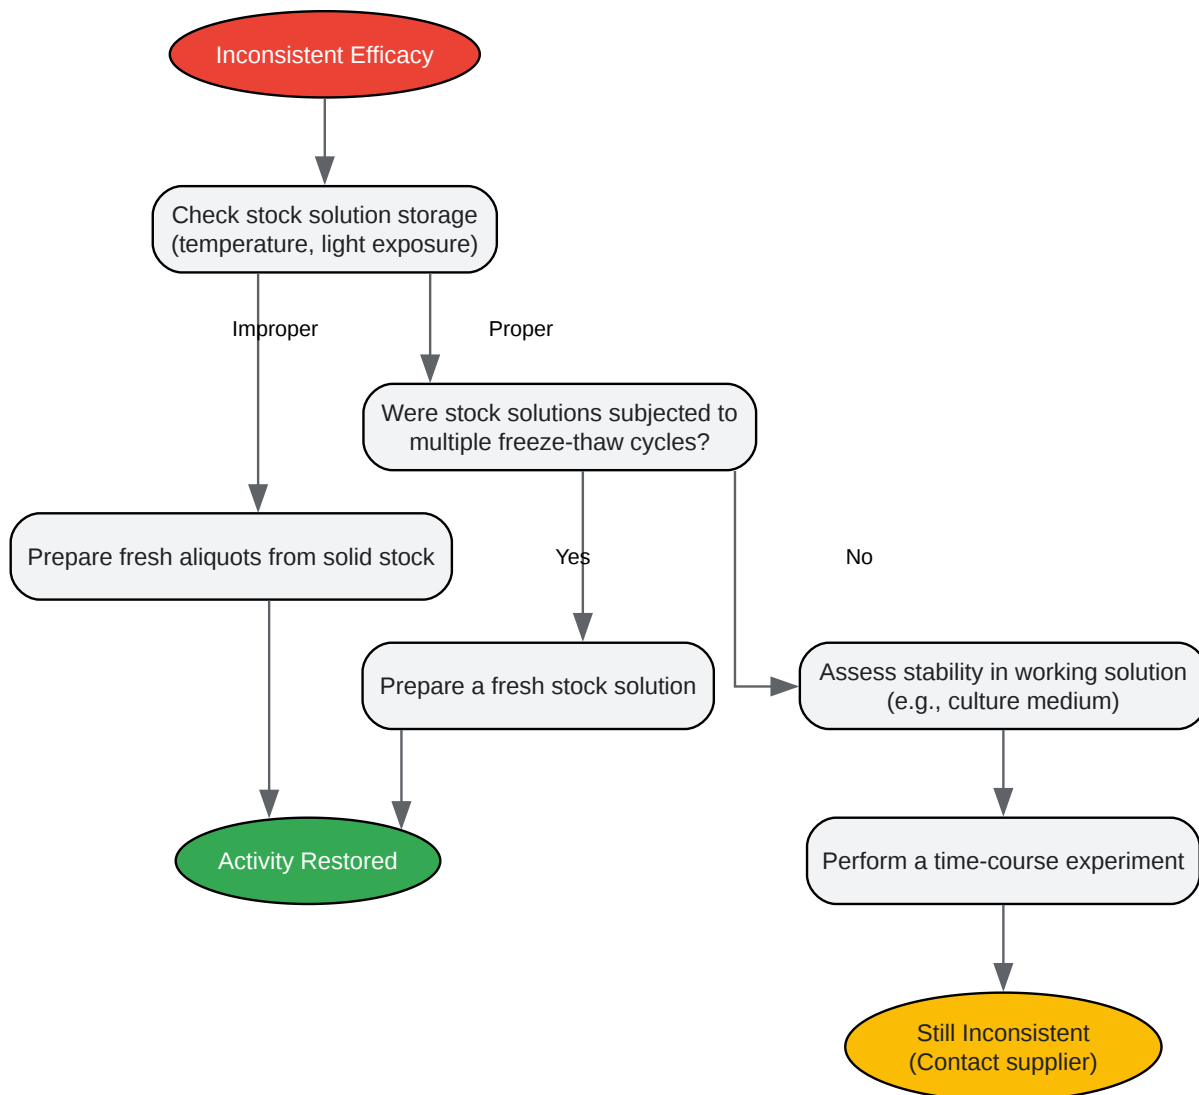 Inconsistent Efficacy
Check stock solution storage
(temperature, light exposure)
Improper
Proper
Were stock solutions subjected to
multiple freeze-thaw cycles?
Prepare fresh aliquots from solid stock
Yes
No
Prepare a fresh stock solution
Assess stability in working solution
(e.g., culture medium)
Activity Restored
Perform a time-course experiment
Still Inconsistent
(Contact supplier)